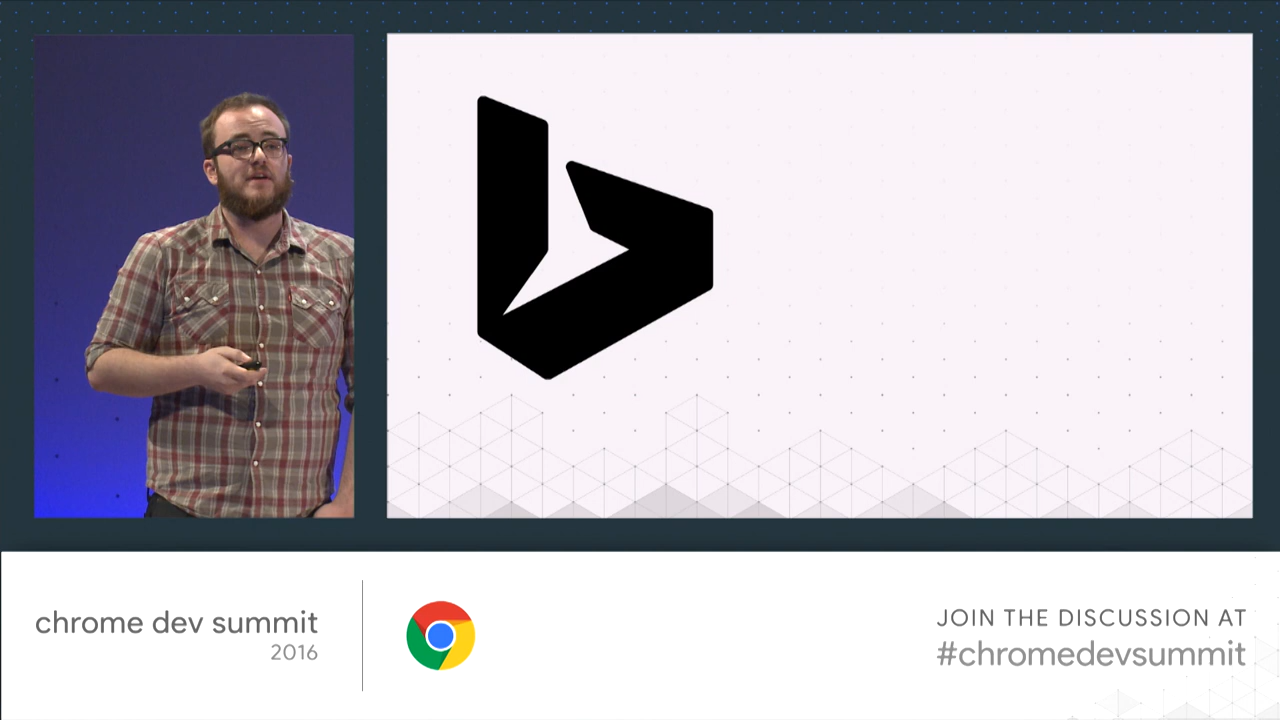 chrome dev summit
2016
JOIN THE DISCUSSION AT
#chromedevsummit